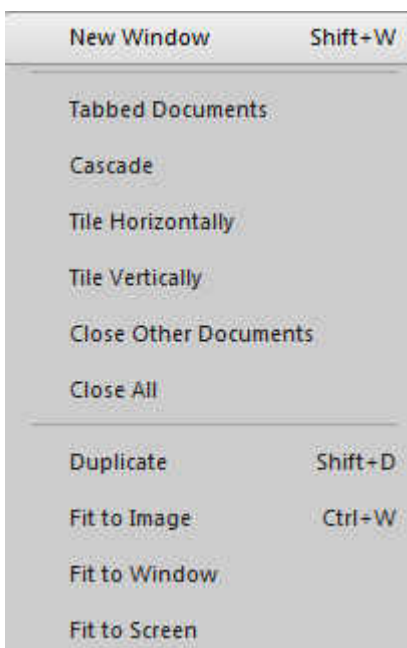 New Window Shift+W
Tabbed Documents
Cascade
Tile Horizontally
Tile Vertically
Close Other Documents
Close All
Duplicate Shift+D
Fit to Image Ctrl+W
Fit to Window
Fit to Screen